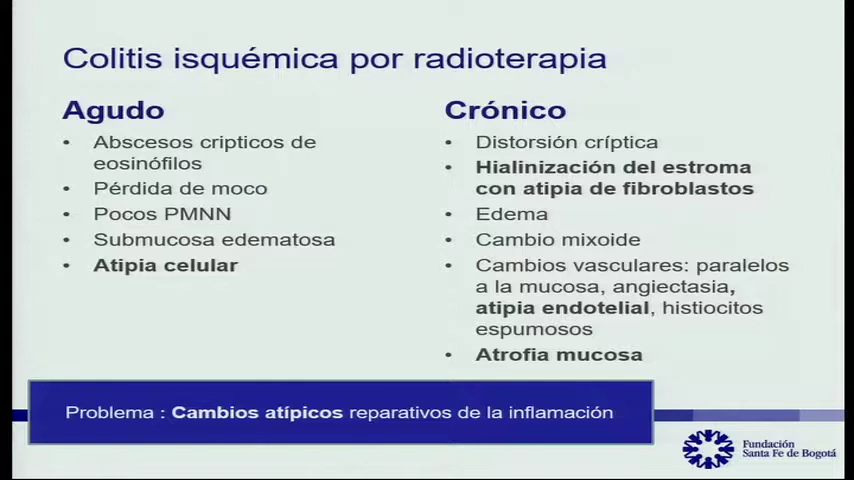 Colitis isquémica por radioterapia
Agudo
• Abscesos cripticos de
eosinófilos
• Pérdida de moco
• Pocos PMNN
• Submucosa edematosa
• Atipia celular
Crónico
• Distorsión críptica
• Hialinización del estroma
con atipia de fibroblastos
• Edema
• Cambio mixoide
• Cambios vasculares: paralelos
a la mucosa, angiectasia,
atipia endotelial, histiocitos
espumosos
• Atrofia mucosa
Problema : Cambios atípicos reparativos de la inflamación
Fundación
Santa Fe de Bogotá